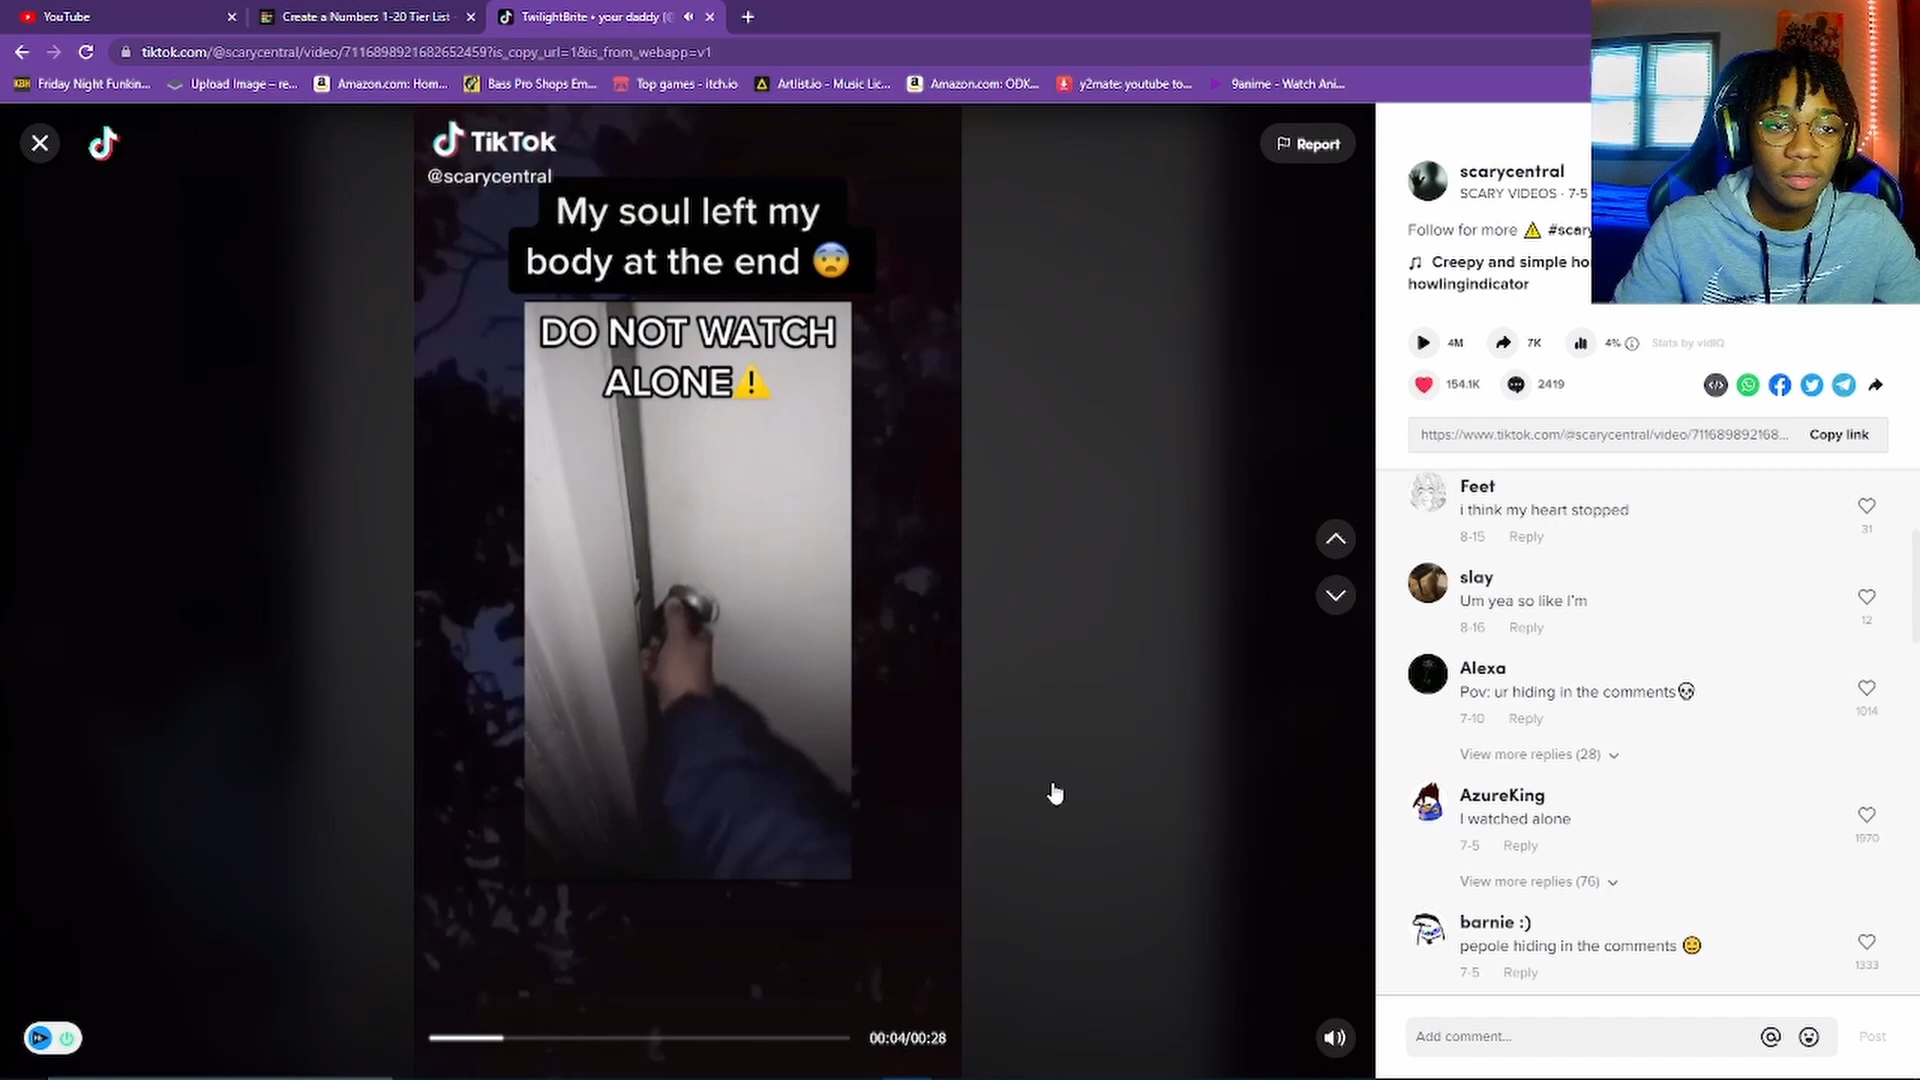 YouTube
Create a Numbers 1-20 Tier List
TwilightBrite • your daddy (
tiktok.com/@scarycentral/video/7116898921682652459?is_copy_url=1&is_from_webapp=v1
Friday Night Funkin...
Upload Image – re...
Amazon.com: Hom...
Bass Pro Shops Em...
Top games - itch.io
Artlist.io - Music Lic...
Amazon.com: ODK...
y2mate: youtube to...
9anime - Watch Ani...
TikTok
@scarycentral
Report
My soul left my
body at the end 😨
DO NOT WATCH
ALONE⚠️
00:04/00:28
scarycentral
SCARY VIDEOS · 7-5
Follow for more ⚠️ #scary
Creepy and simple ho
howlingindicator
4M
7K
4%
Stats by vidIQ
154.1K
2419
https://www.tiktok.com/@scarycentral/video/711689892168...
Copy link
Feet
i think my heart stopped
31
8-15 Reply
slay
Um yea so like I'm
12
8-16 Reply
Alexa
Pov: ur hiding in the comments💀
1014
7-10 Reply
View more replies (28)
AzureKing
I watched alone
1970
7-5 Reply
View more replies (76)
barnie :)
pepole hiding in the comments 😀
1333
7-5 Reply
Add comment...
@
Post